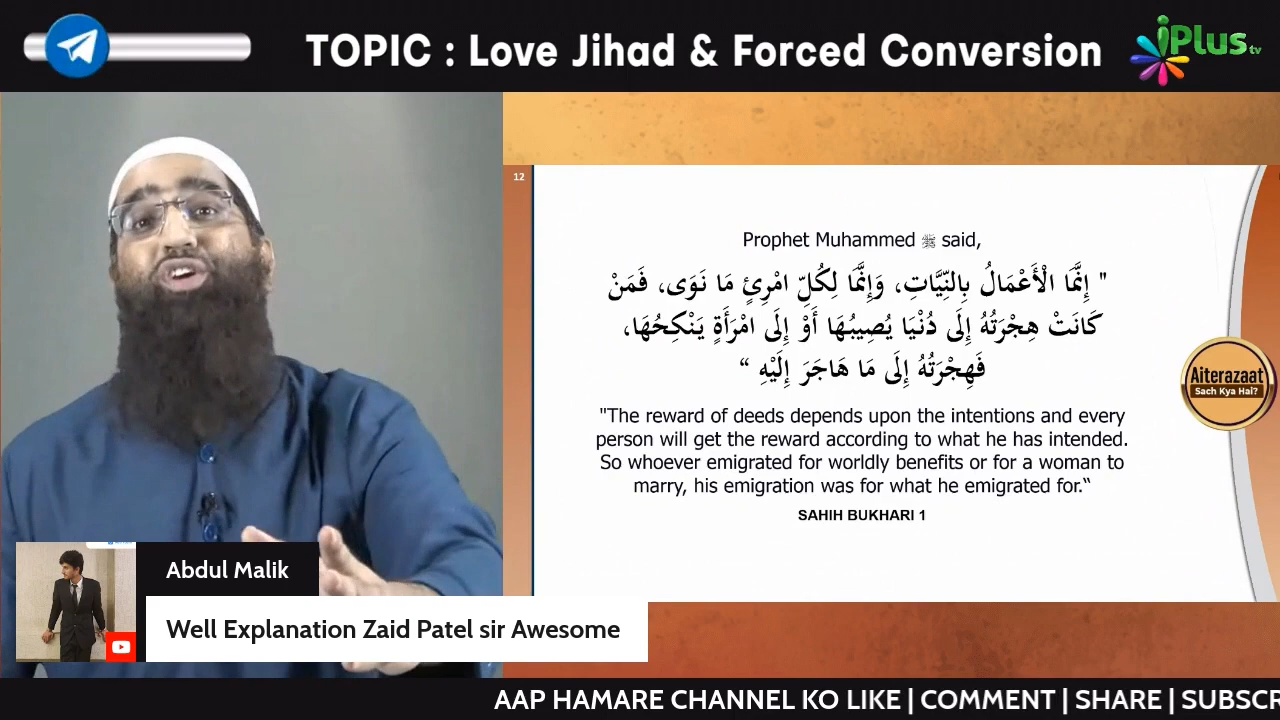 TOPIC : Love Jihad & Forced Conversion
iPlus tv
12
Prophet Muhammed ﷺ said,
" إِنَّمَا الْأَعْمَالُ بِالنِّيَّاتِ، وَإِنَّمَا لِكُلِّ امْرِئٍ مَا نَوَى، فَمَنْ
كَانَتْ هِجْرَتُهُ إِلَى دُنْيَا يُصِيبُهَا أَوْ إِلَى امْرَأَةٍ يَنْكِحُهَا،
فَهِجْرَتُهُ إِلَى مَا هَاجَرَ إِلَيْهِ “
"The reward of deeds depends upon the intentions and every
person will get the reward according to what he has intended.
So whoever emigrated for worldly benefits or for a woman to
marry, his emigration was for what he emigrated for.“
SAHIH BUKHARI 1
Aiterazaat
Sach Kya Hai?
Abdul Malik
Well Explanation Zaid Patel sir Awesome
AAP HAMARE CHANNEL KO LIKE | COMMENT | SHARE | SUBSCR